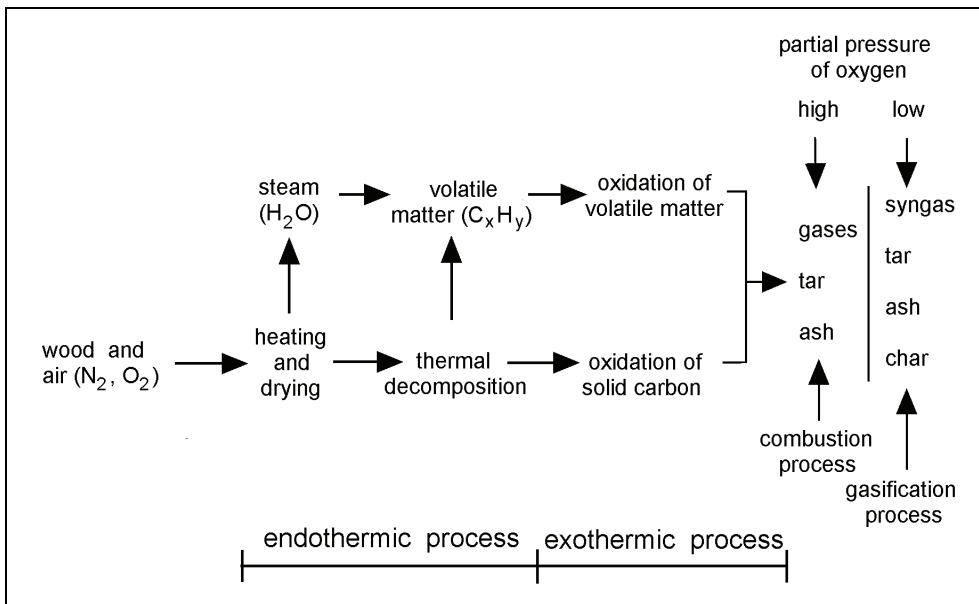 partial pressure
of oxygen
high low
steam
(H₂O)
volatile
matter (CₓHᵧ)
oxidation of
volatile matter
wood and
air (N₂, O₂)
heating
and
drying
thermal
decomposition
oxidation of
solid carbon
gases
tar
ash
syngas
tar
ash
char
combustion
process
gasification
process
endothermic process exothermic process